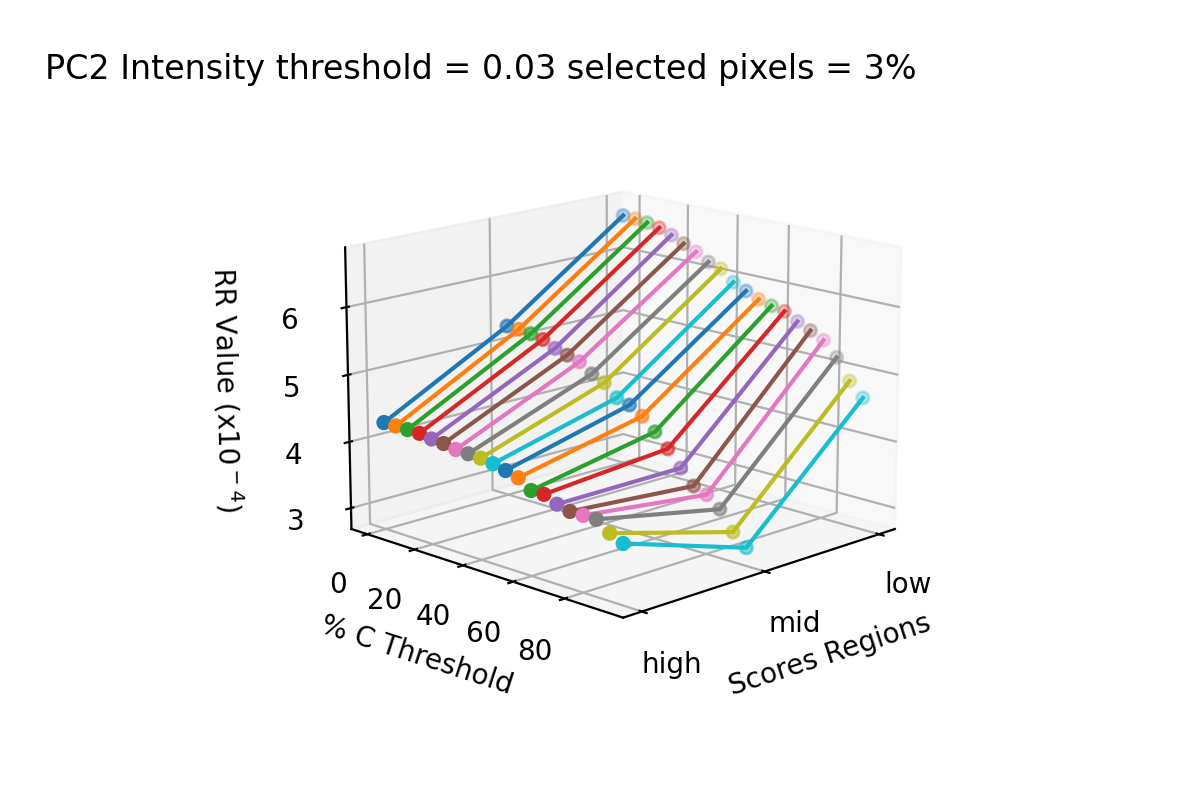 PC2 Intensity threshold = 0.03 selected pixels = 3%
RR Value (x10⁻⁴)
6
5
4
3
0
20
40
60
80
% C Threshold
low
mid
high
Scores Regions